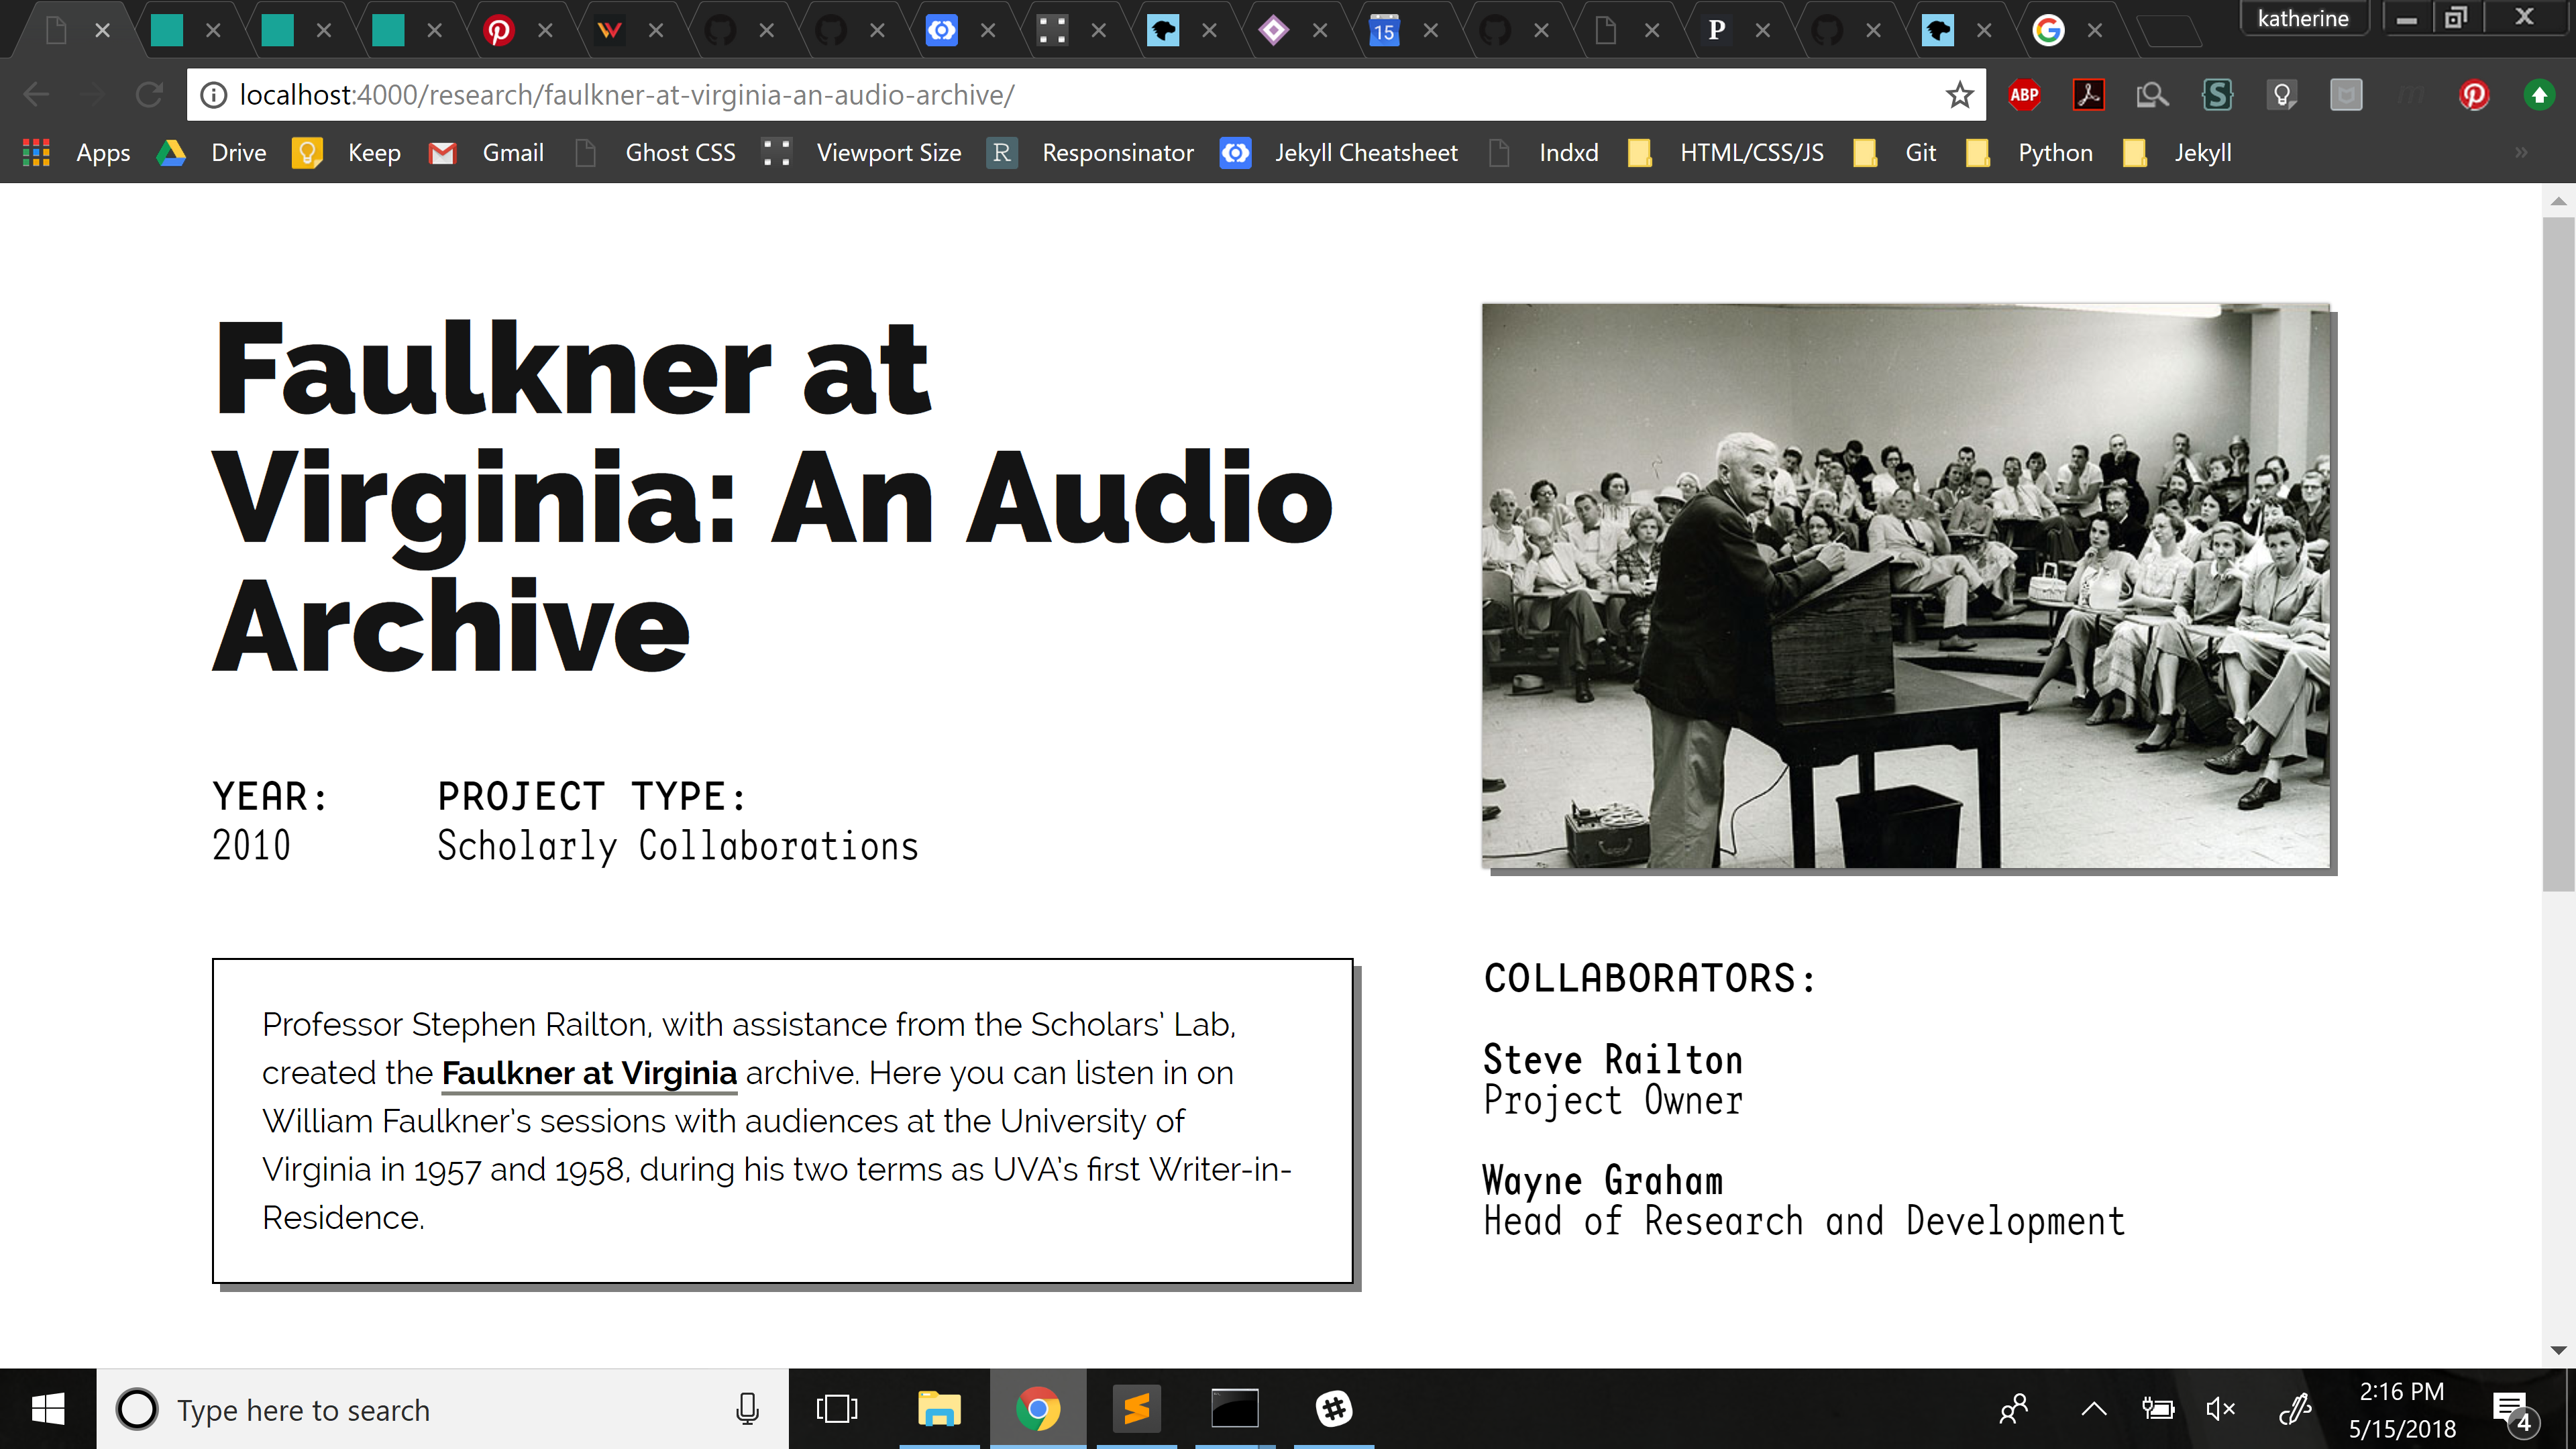 katherine
15
P
localhost:4000/research/faulkner-at-virginia-an-audio-archive/
ABP
S
Apps
Drive
Keep
Gmail
Ghost CSS
Viewport Size
R
Responsinator
Jekyll Cheatsheet
Indxd
HTML/CSS/JS
Git
Python
Jekyll
»
Faulkner at
Virginia: An Audio
Archive
YEAR:
2010
PROJECT TYPE:
Scholarly Collaborations
Professor Stephen Railton, with assistance from the Scholars’ Lab,
created the Faulkner at Virginia archive. Here you can listen in on
William Faulkner’s sessions with audiences at the University of
Virginia in 1957 and 1958, during his two terms as UVA’s first Writer-in-
Residence.
COLLABORATORS:
Steve Railton
Project Owner
Wayne Graham
Head of Research and Development
Type here to search
2:16 PM
5/15/2018
4